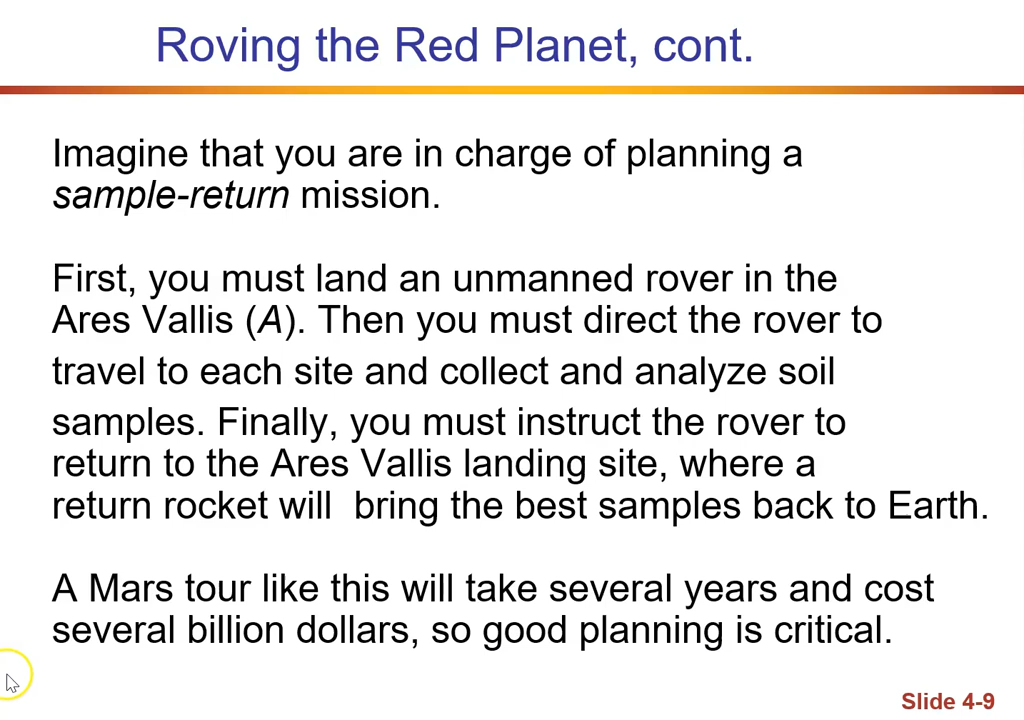 Roving the Red Planet, cont.
Imagine that you are in charge of planning a
sample-return mission.
First, you must land an unmanned rover in the
Ares Vallis (A). Then you must direct the rover to
travel to each site and collect and analyze soil
samples. Finally, you must instruct the rover to
return to the Ares Vallis landing site, where a
return rocket will bring the best samples back to Earth.
A Mars tour like this will take several years and cost
several billion dollars, so good planning is critical.
Slide 4-9